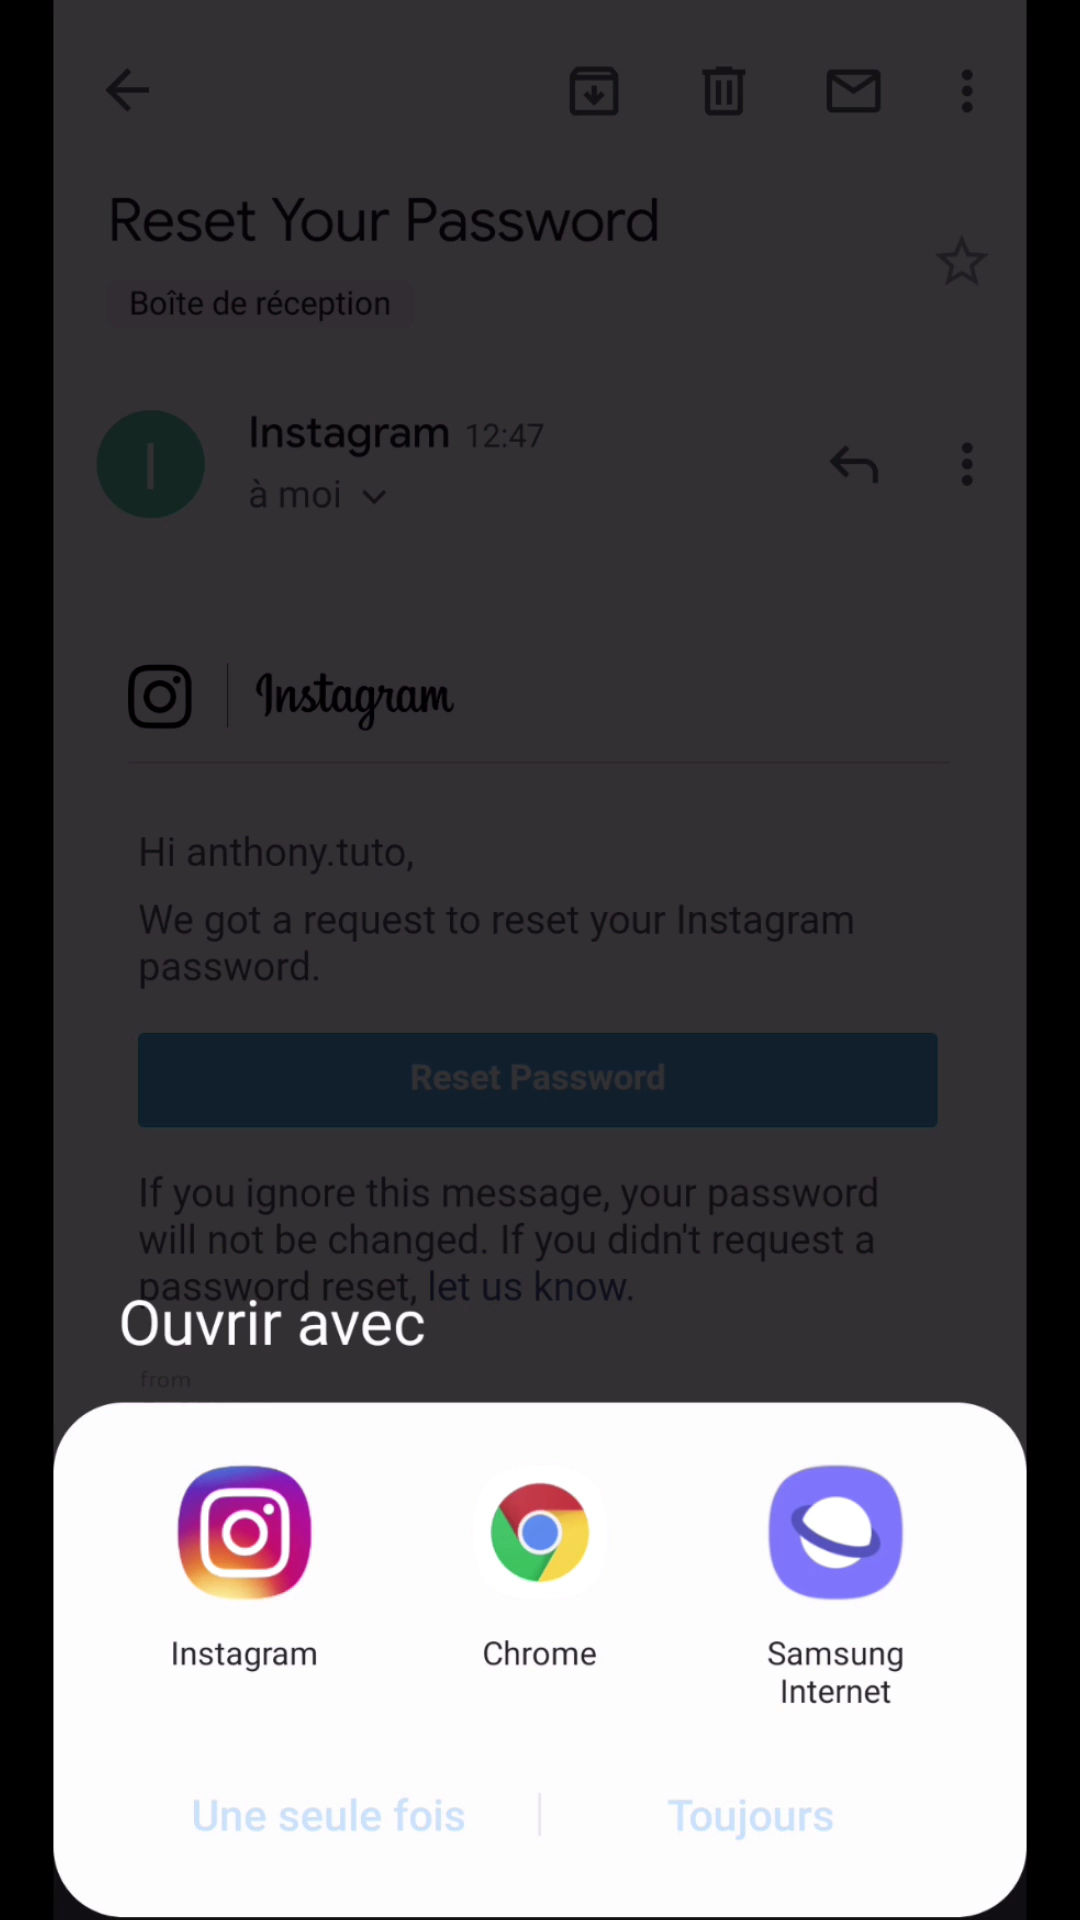 Reset Your Password
Boîte de réception
I
Instagram 12:47
à moi
Instagram
Hi anthony.tuto,
We got a request to reset your Instagram
password.
Reset Password
If you ignore this message, your password
will not be changed. If you didn't request a
password reset, let us know.
Ouvrir avec
from
Instagram
Chrome
Samsung
Internet
Une seule fois
Toujours